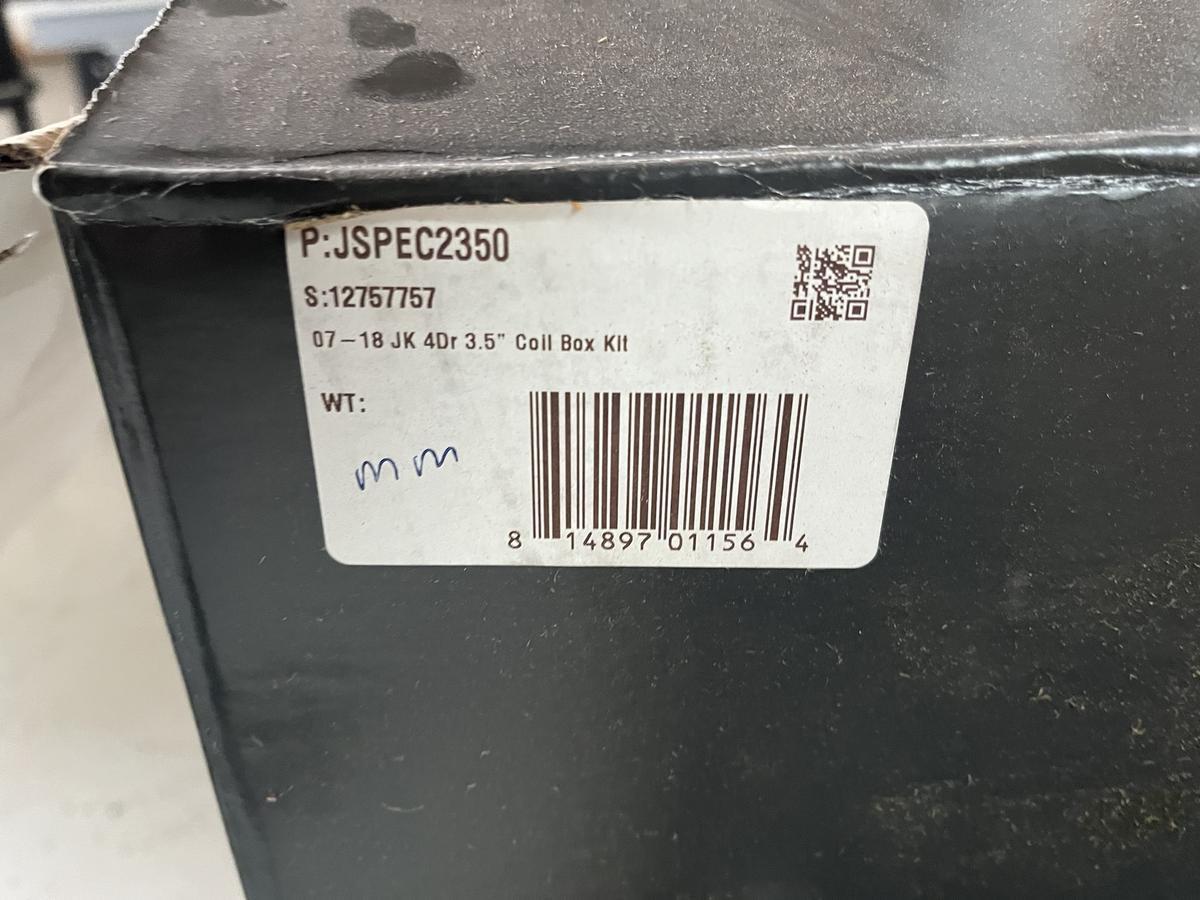 P:JSPEC2350
S:12757757
07-18 JK 4Dr 3.5" Coil Box Kit
WT:
mm
8 14897 01156 4